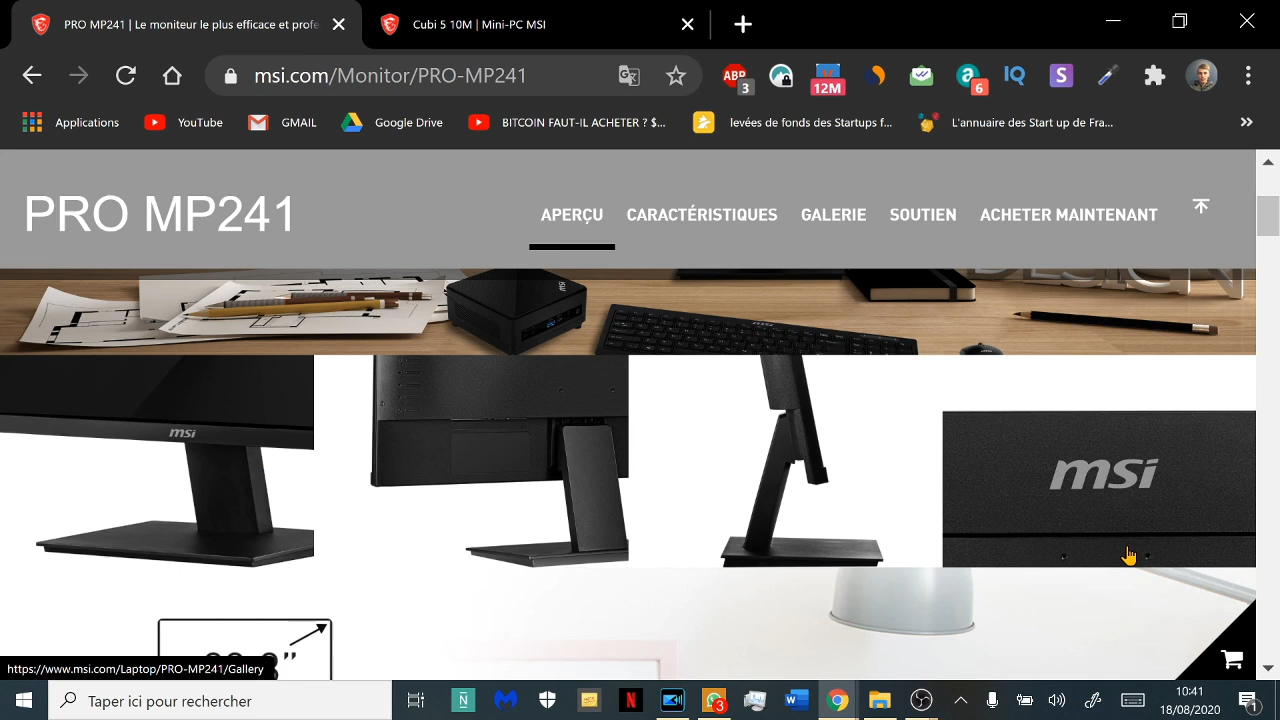 PRO MP241 | Le moniteur le plus efficace et profe
Cubi 5 10M | Mini-PC MSI
msi.com/Monitor/PRO-MP241
ABP
3
12M
6
IQ
S
Applications
YouTube
GMAIL
Google Drive
BITCOIN FAUT-IL ACHETER ? $...
levées de fonds des Startups f...
L'annuaire des Start up de Fra...
PRO MP241
APERÇU
CARACTÉRISTIQUES
GALERIE
SOUTIEN
ACHETER MAINTENANT
msi
msi
https://www.msi.com/Laptop/PRO-MP241/Gallery
Taper ici pour rechercher
3
10:41
18/08/2020
1